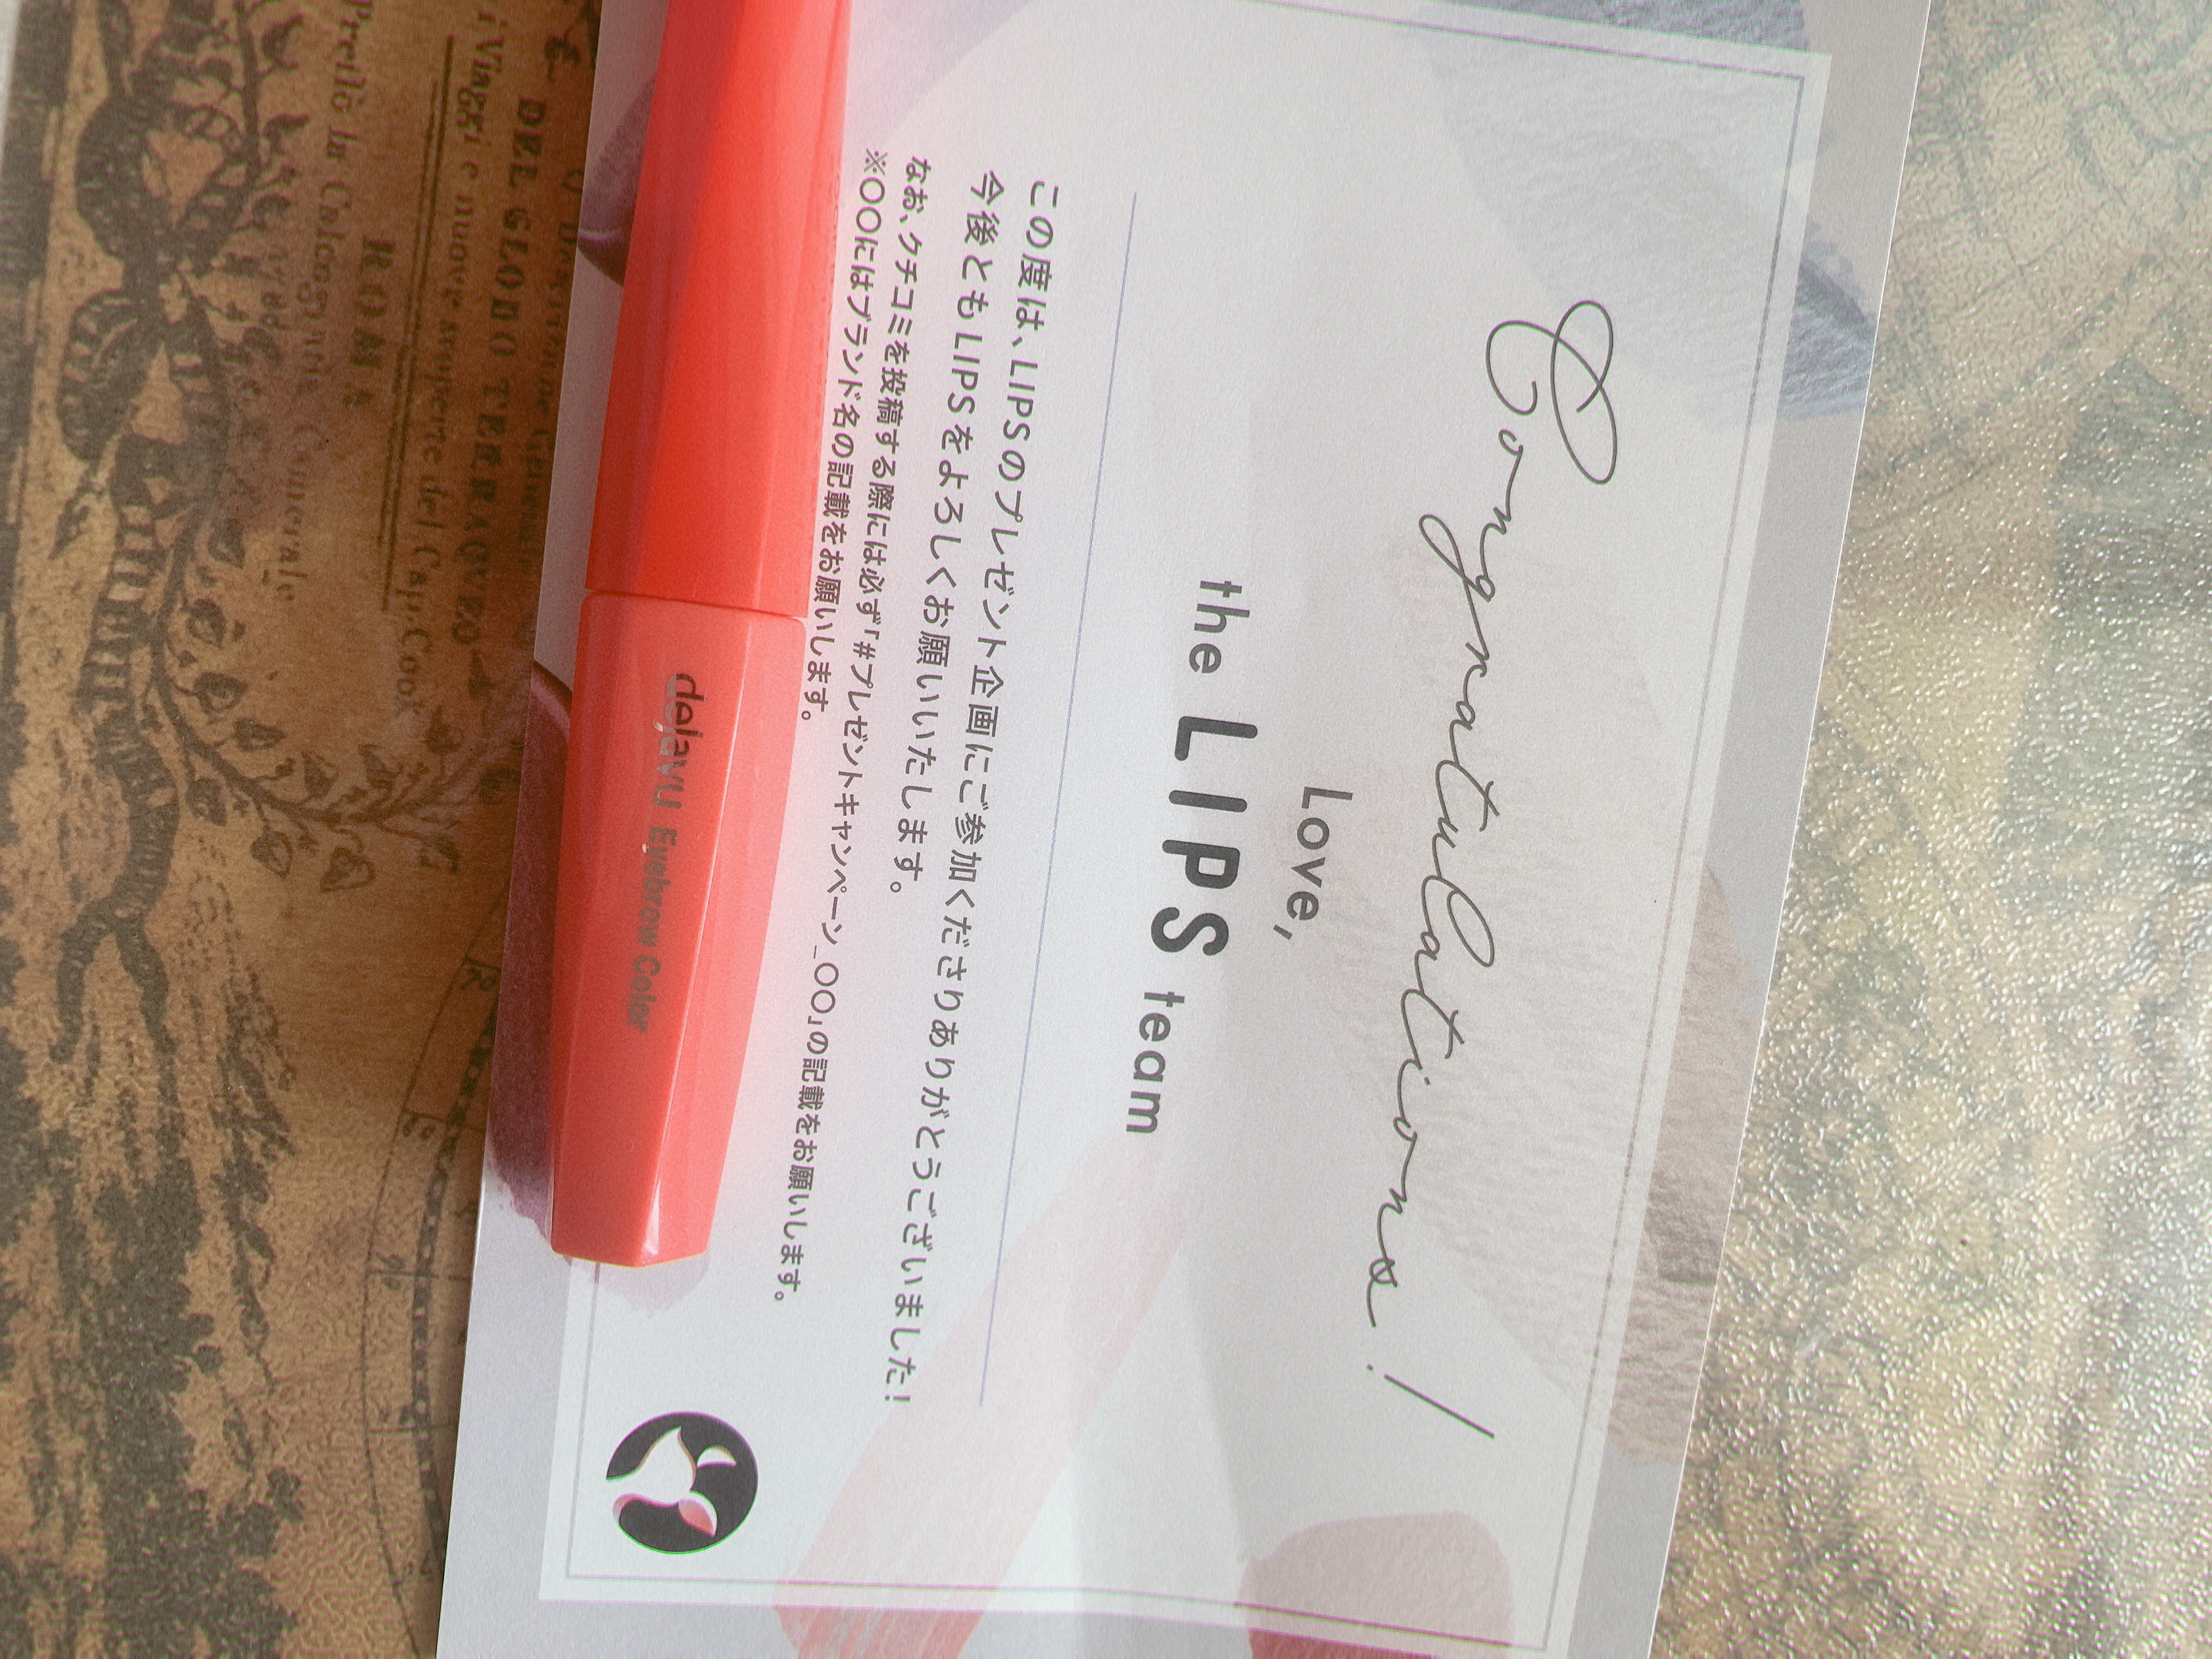 Congratulations!
Love,
the LIPS team
この度は、LIPSのプレゼント企画にご参加くださりありがとうございました!
今後ともLIPSをよろしくお願いいたします。
なお、クチコミを投稿する際には必ず「#プレゼントキャンペーン_〇〇」の記載をお願いします。
※〇〇にはブランド名の記載をお願いします。
dejavu Eyebrow Color
DEL GLOBO TERRAQUEO
ROMA